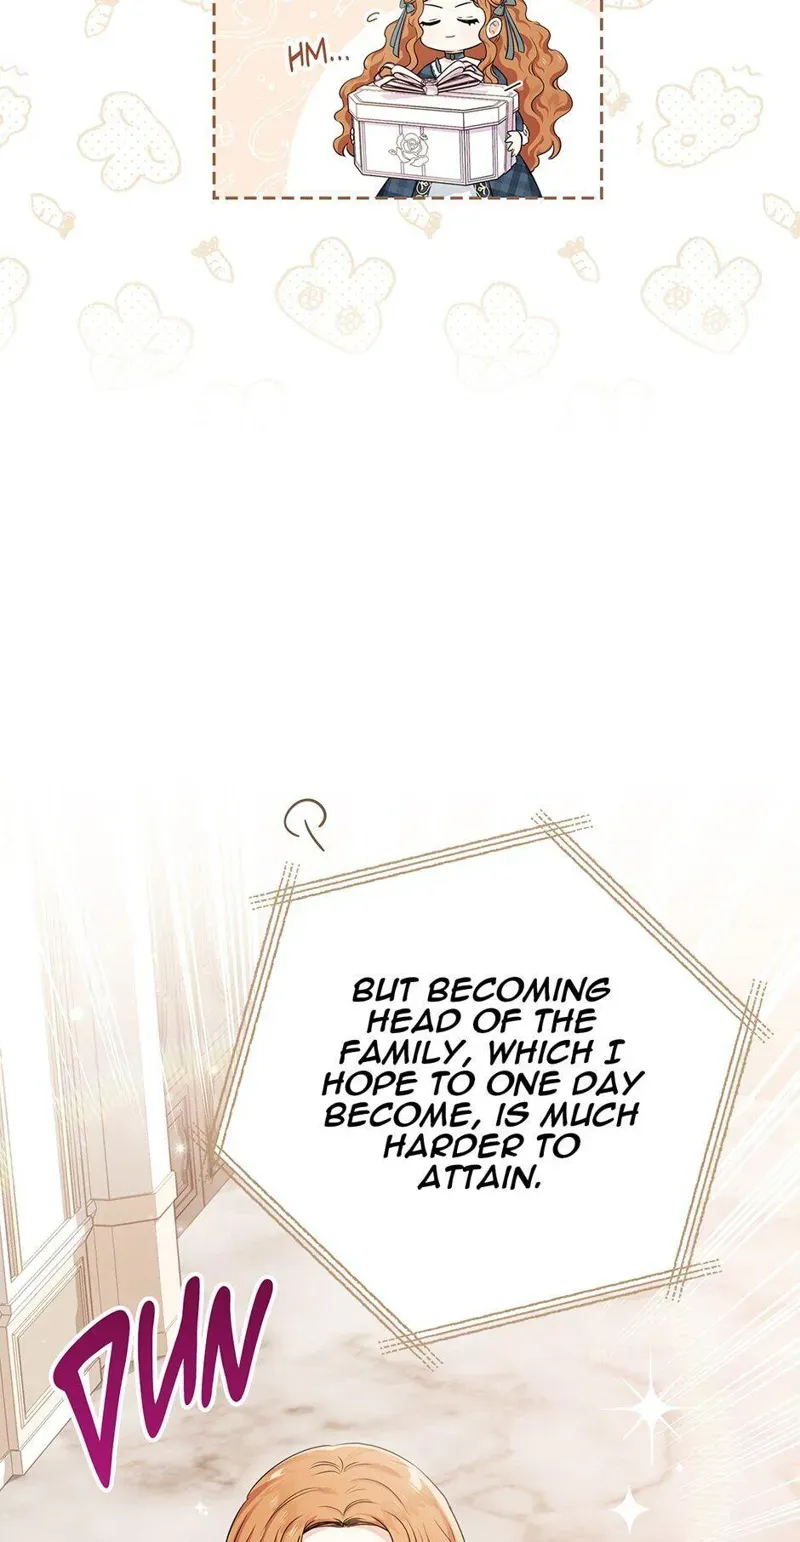 HM...
BUT BECOMING
HEAD OF THE
FAMILY, WHICH I
HOPE TO ONE DAY
BECOME, IS MUCH
HARDER TO
ATTAIN.
DUN